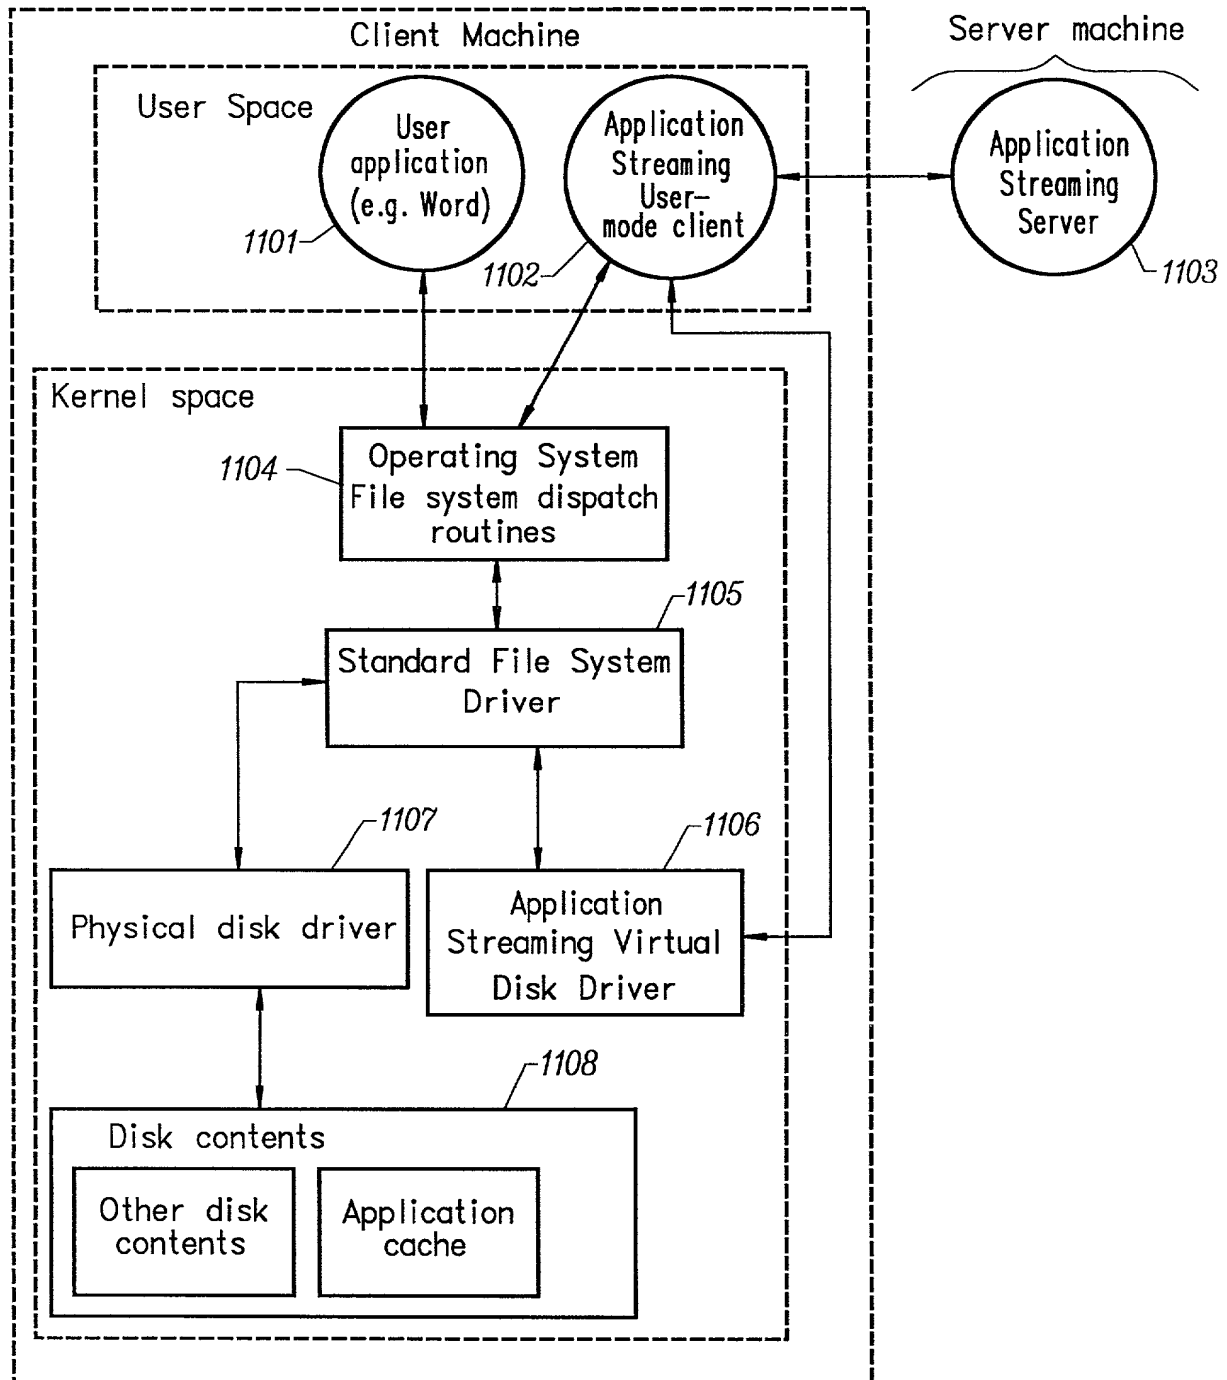 Client Machine
Server machine
User Space
User
application
(e.g. Word)
1101
Application
Streaming
User-
mode client
1102
Application
Streaming
Server
1103
Kernel space
1104
Operating System
File system dispatch
routines
1105
Standard File System
Driver
1107
Physical disk driver
1106
Application
Streaming Virtual
Disk Driver
1108
Disk contents
Other disk
contents
Application
cache